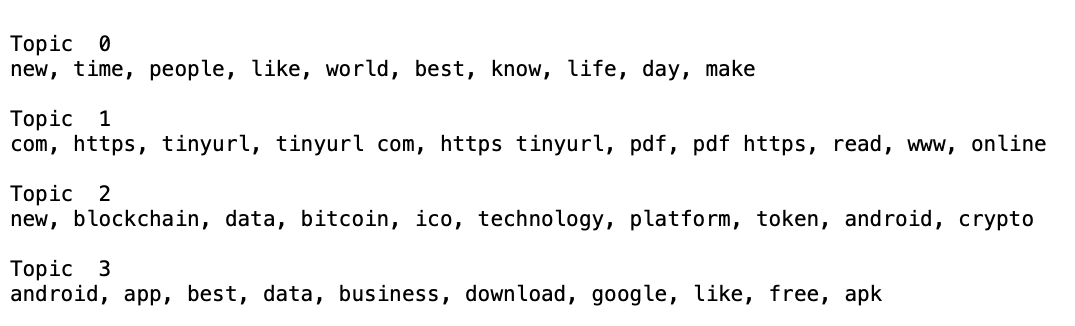 Topic  0
new, time, people, like, world, best, know, life, day, make
Topic  1
com, https, tinyurl, tinyurl com, https tinyurl, pdf, pdf https, read, www, online
Topic  2
new, blockchain, data, bitcoin, ico, technology, platform, token, android, crypto
Topic  3
android, app, best, data, business, download, google, like, free, apk